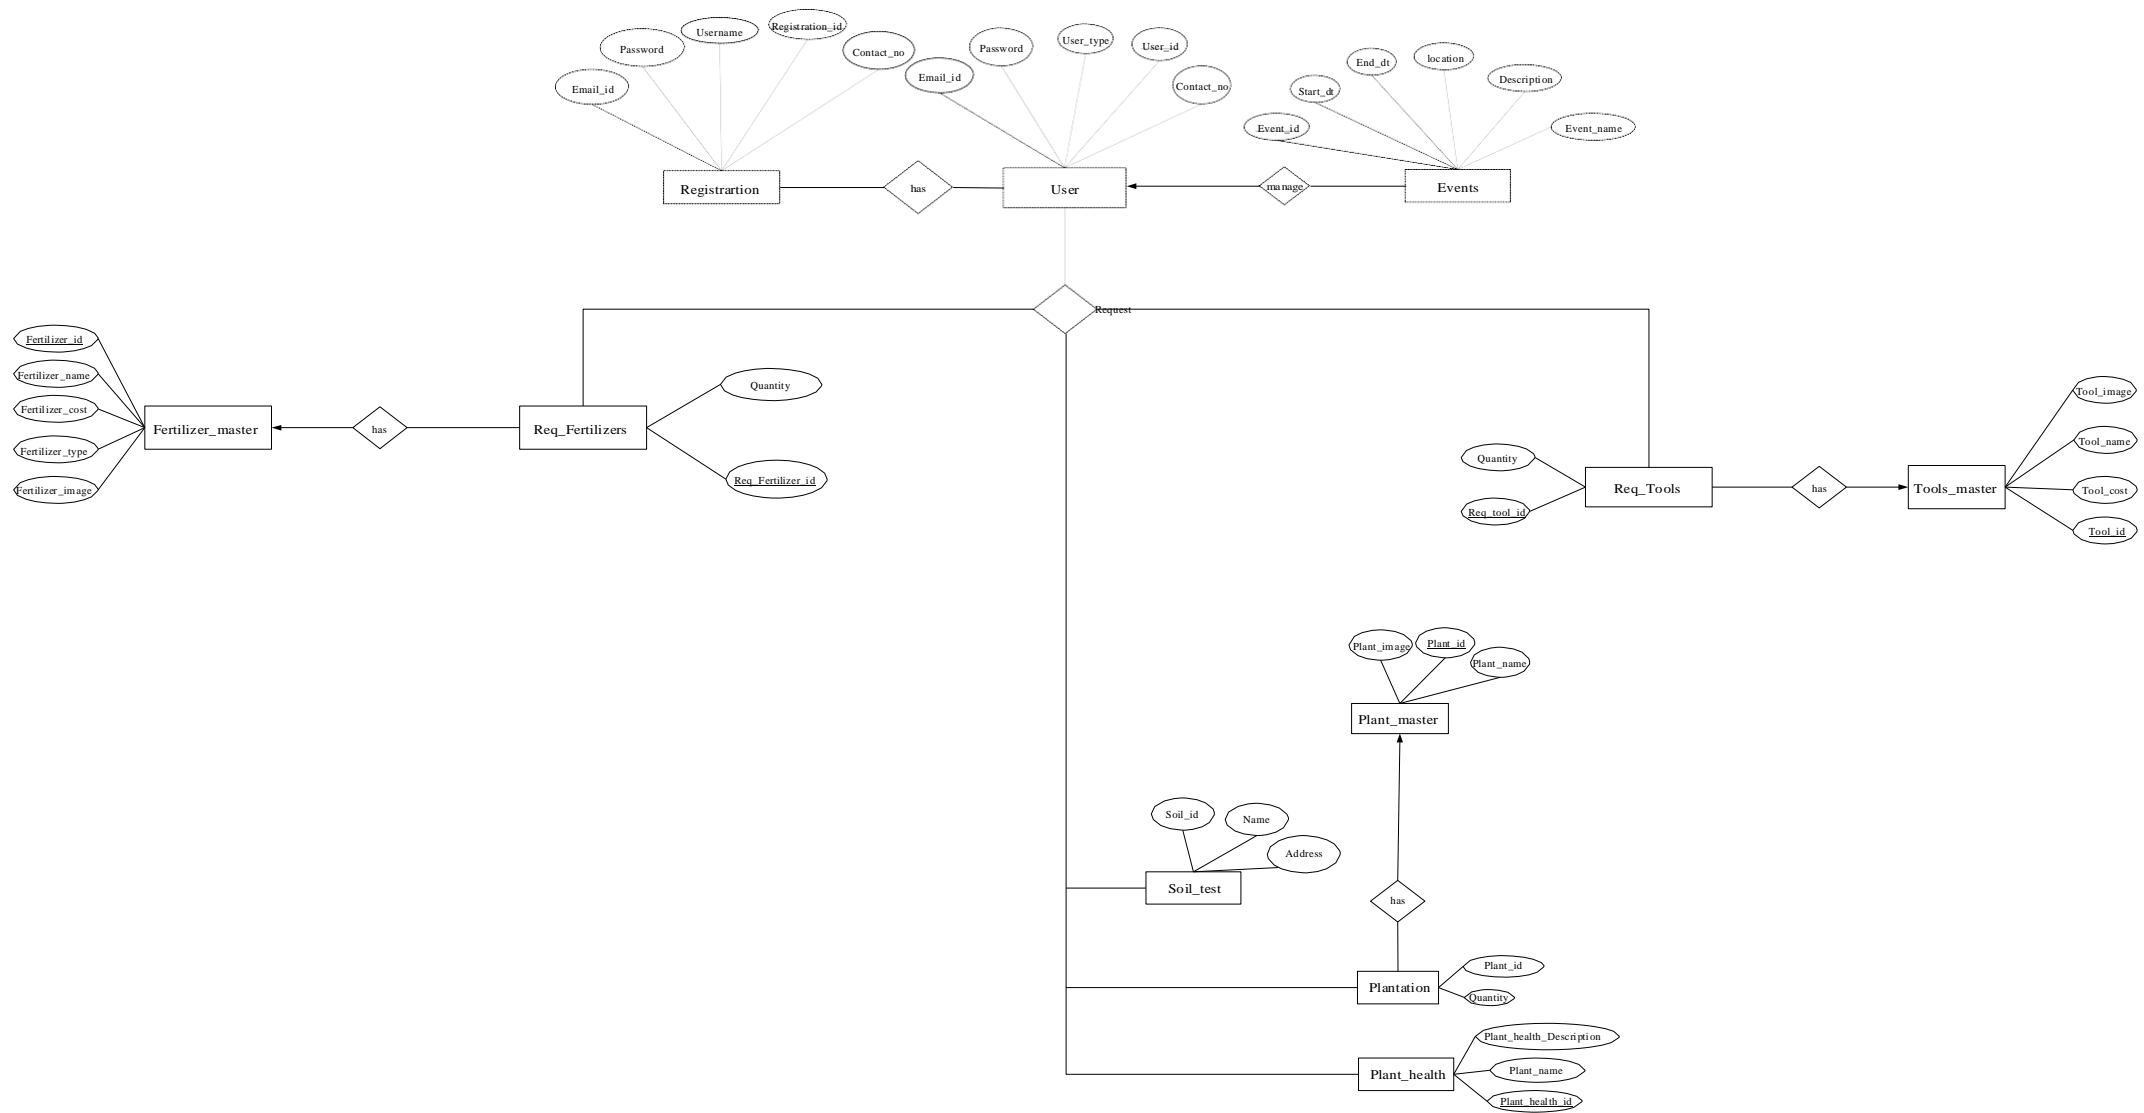 Registration_id
Username
Password
Contact_no
Email_id
User_type
User_id
Password
Email_id
Contact_no
location
End_dt
Description
Start_dt
Event_id
Event_name
Registrartion
has
User
manage
Events
Request
Fertilizer_id
Fertilizer_name
Fertilizer_cost
Fertilizer_type
Fertilizer_image
Fertilizer_master
has
Req_Fertilizers
Quantity
Req_Fertilizer_id
Quantity
Req_tool_id
Req_Tools
has
Tools_master
Tool_image
Tool_name
Tool_cost
Tool_id
Plant_image
Plant_id
Plant_name
Plant_master
Soil_id
Name
Address
Soil_test
has
Plantation
Plant_id
Quantity
Plant_health_Description
Plant_name
Plant_health_id
Plant_health